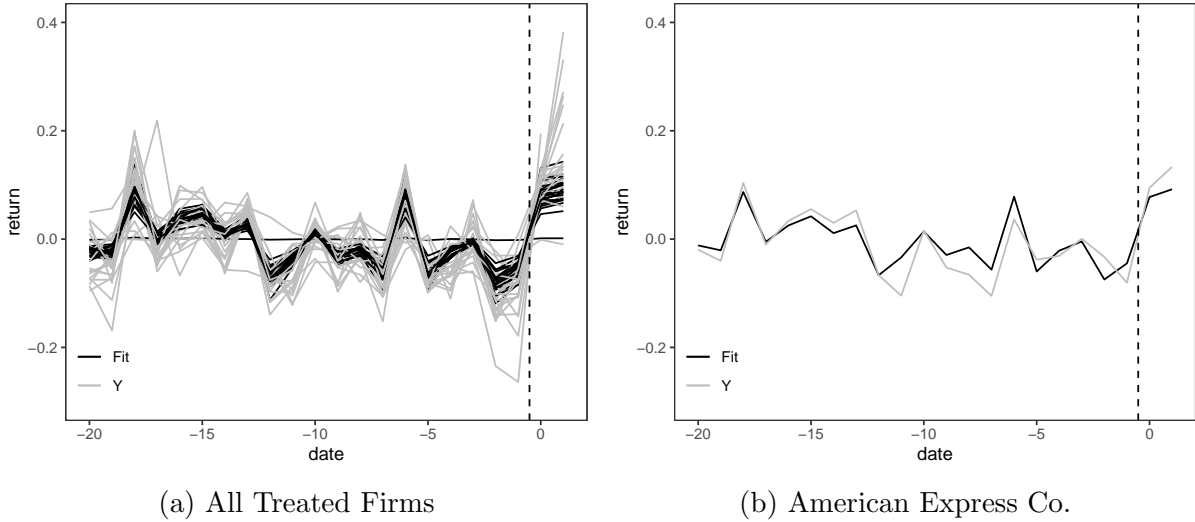 0.4
0.2
0.0
−0.2
return
Fit
Y
−20
−15
−10
−5
0
date
(a) All Treated Firms
0.4
0.2
0.0
−0.2
return
Fit
Y
−20
−15
−10
−5
0
date
(b) American Express Co.